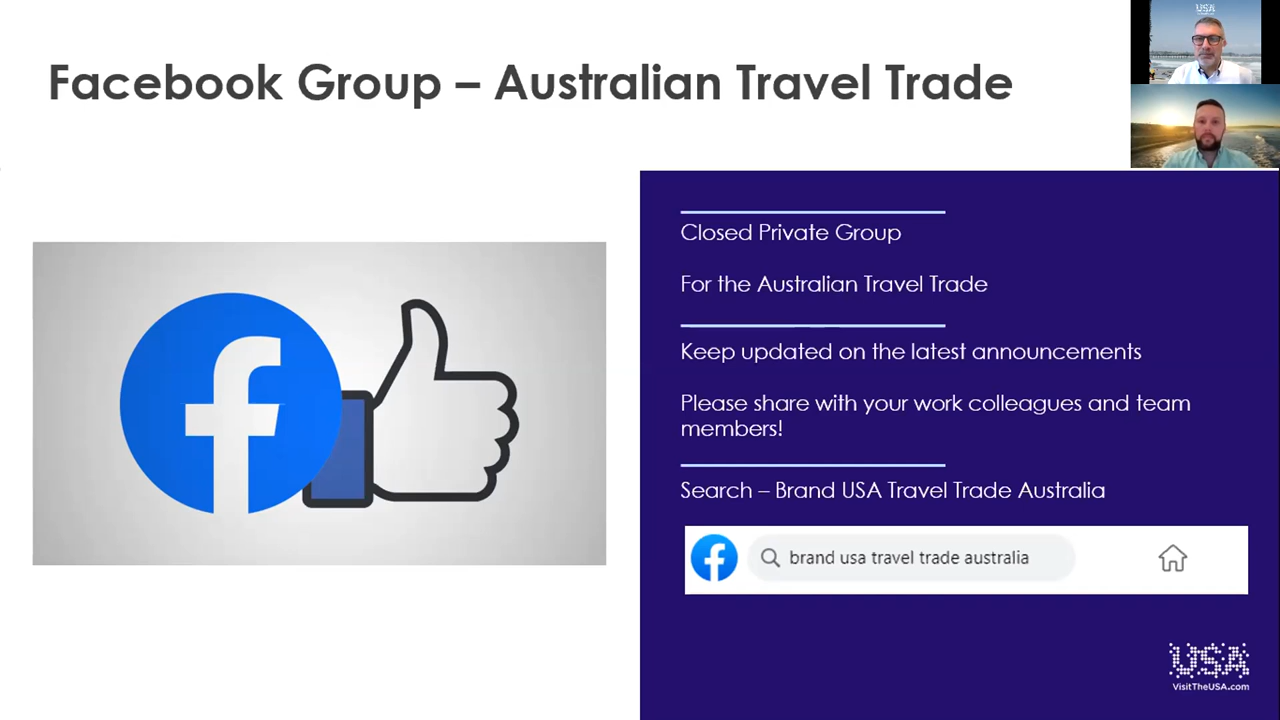 USA
Facebook Group – Australian Travel Trade
Closed Private Group
For the Australian Travel Trade
Keep updated on the latest announcements
Please share with your work colleagues and team
members!
Search – Brand USA Travel Trade Australia
brand usa travel trade australia
USA
VisitTheUSA.com